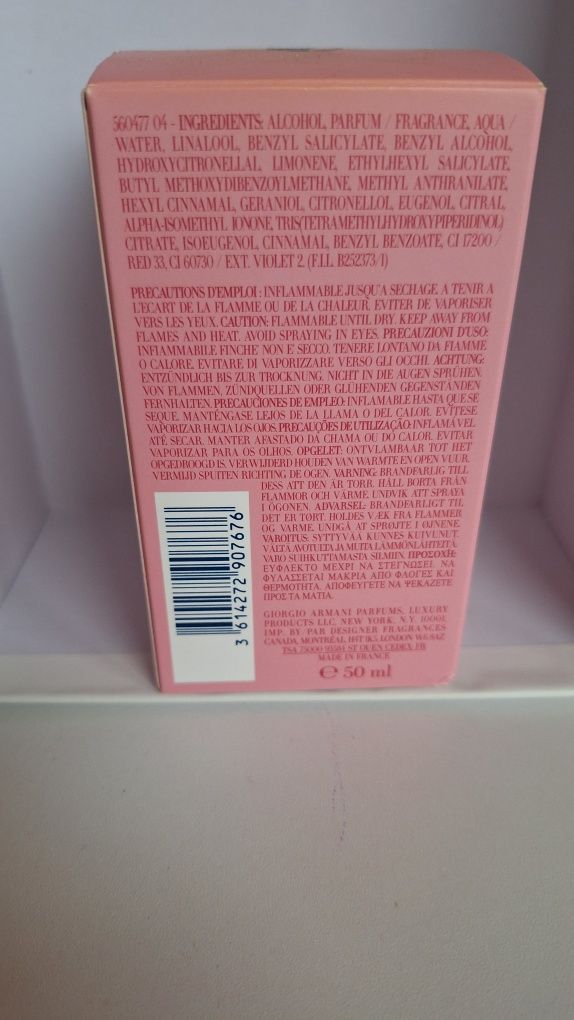 560477 04 - INGREDIENTS: ALCOHOL, PARFUM / FRAGRANCE, AQUA /
WATER, LINALOOL, BENZYL SALICYLATE, BENZYL ALCOHOL,
HYDROXYCITRONELLAL, LIMONENE, ETHYLHEXYL SALICYLATE,
BUTYL METHOXYDIBENZOYLMETHANE, METHYL ANTHRANILATE,
HEXYL CINNAMAL, GERANIOL, CITRONELLOL, EUGENOL, CITRAL,
ALPHA-ISOMETHYL IONONE, TRIS(TETRAMETHYLHYDROXYPIPERIDINOL)
CITRATE, ISOEUGENOL, CINNAMAL, BENZYL BENZOATE, CI 17200 /
RED 33, CI 60730 / EXT. VIOLET 2. (F.I.L. B252373/1)
PRECAUTIONS D'EMPLOI : INFLAMMABLE JUSQU'A SECHAGE. A TENIR A
L'ECART DE LA FLAMME OU DE LA CHALEUR. EVITER DE VAPORISER
VERS LES YEUX. CAUTION: FLAMMABLE UNTIL DRY. KEEP AWAY FROM
FLAMES AND HEAT. AVOID SPRAYING IN EYES. PRECAUZIONI D'USO:
INFIAMMABILE FINCHE' NON E' SECCO. TENERE LONTANO DA FIAMME
O CALORE. EVITARE DI VAPORIZZARE VERSO GLI OCCHI. ACHTUNG:
ENTZÜNDLICH BIS ZUR TROCKNUNG. NICHT IN DIE AUGEN SPRÜHEN.
VON FLAMMEN, ZÜNDQUELLEN ODER GLÜHENDEN GEGENSTÄNDEN
FERNHALTEN. PRECAUCIONES DE EMPLEO: INFLAMABLE HASTA QUE SE
SEQUE. MANTÉNGASE LEJOS DE LA LLAMA O DEL CALOR. EVÍTESE
VAPORIZAR HACIA LOS OJOS. PRECAUÇÕES DE UTILIZAÇÃO: INFLAMÁVEL
ATÉ SECAR. MANTER AFASTADO DA CHAMA OU DO CALOR. EVITAR
VAPORIZAR PARA OS OLHOS. OPGELET: ONTVLAMBAAR TOT HET
OPGEDROOGD IS. VERWIJDERD HOUDEN VAN WARMTE EN OPEN VUUR.
VERMIJD SPUITEN RICHTING DE OGEN. VARNING: BRANDFARLIG TILL
DESS ATT DEN ÄR TORR. HÅLL BORTA FRÅN
FLAMMOR OCH VÄRME. UNDVIK ATT SPRAYA
I ÖGONEN. ADVARSEL: BRANDFARLIGT TIL
DET ER TØRT. HOLDES VÆK FRA FLAMMER
OG VARME. UNDGÅ AT SPRØJTE I ØJNENE.
VAROITUS: SYTTYVÄÄ KUNNES KUIVUNUT.
VÄLTÄ AVOTULTA JA MUITA LÄMMÖNLÄHTEITÄ.
VARO SUIHKUTTAMASTA SILMIIN. ΠΡΟΣΟΧΗ:
ΕΥΦΛΕΚΤΟ ΜΕΧΡΙ ΝΑ ΣΤΕΓΝΩΣΕΙ. ΝΑ
ΦΥΛΑΣΣΕΤΑΙ ΜΑΚΡΙΑ ΑΠΟ ΦΛΟΓΕΣ ΚΑΙ
ΘΕΡΜΟΤΗΤΑ. ΑΠΟΦΕΥΓΕΤΕ ΝΑ ΨΕΚΑΖΕΤΕ
ΠΡΟΣ ΤΑ ΜΑΤΙΑ.
GIORGIO ARMANI PARFUMS, LUXURY
PRODUCTS LLC, NEW YORK, N.Y. 10001,
IMP. BY/ PAR DESIGNER FRAGRANCES
CANADA, MONTRÉAL, H4T 1K5. LONDON W6 8AZ
TSA 75000 93584 ST OUEN CEDEX FR
MADE IN FRANCE
℮ 50 ml
3 614272 907676